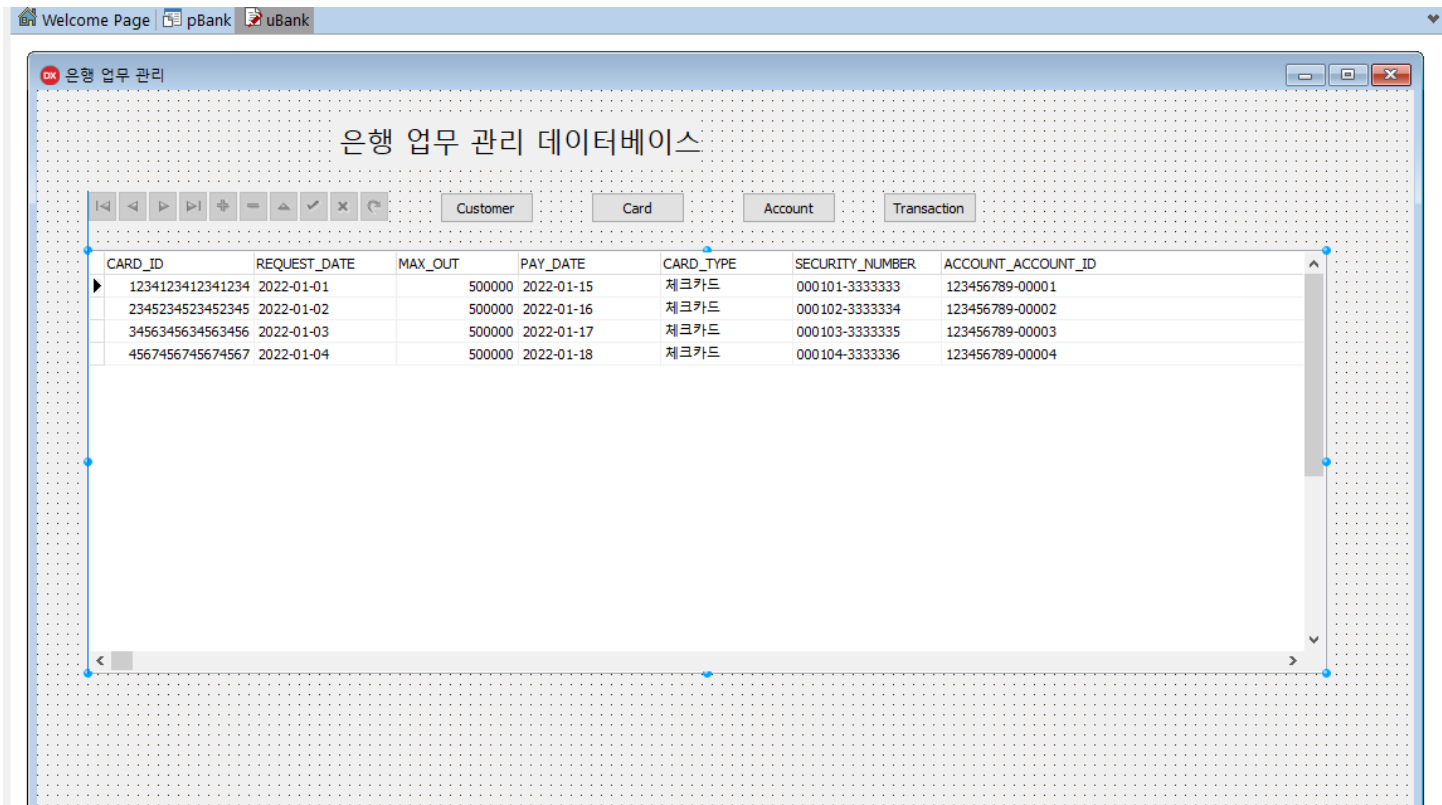 Welcome Page pBank uBank
은행 업무 관리
은행 업무 관리 데이터베이스
Customer Card Account Transaction
CARD_ID REQUEST_DATE MAX_OUT PAY_DATE CARD_TYPE SECURITY_NUMBER ACCOUNT_ACCOUNT_ID
1234123412341234 2022-01-01 500000 2022-01-15 체크카드 000101-3333333 123456789-00001
2345234523452345 2022-01-02 500000 2022-01-16 체크카드 000102-3333334 123456789-00002
3456345634563456 2022-01-03 500000 2022-01-17 체크카드 000103-3333335 123456789-00003
4567456745674567 2022-01-04 500000 2022-01-18 체크카드 000104-3333336 123456789-00004